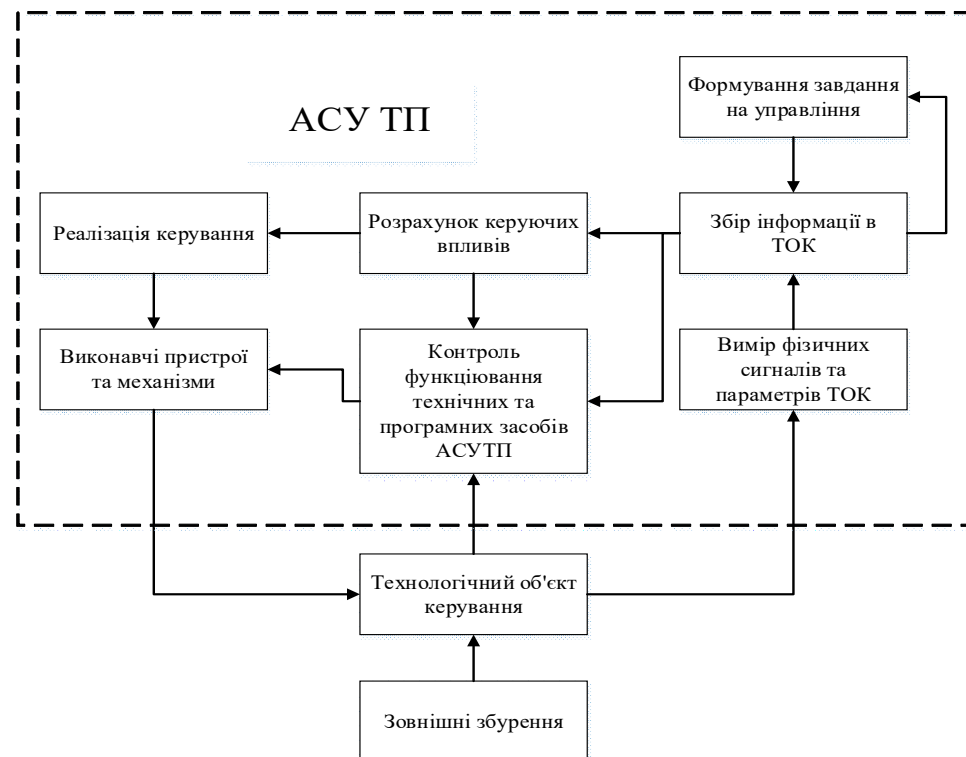 Формування завдання
на управління
АСУ ТП
Реалізація керування
Розрахунок керуючих
впливів
Збір інформації в
ТОК
Виконавчі пристрої
та механізми
Контроль
функціювання
технічних та
програмних засобів
АСУТП
Вимір фізичних
сигналів та
параметрів ТОК
Технологічний об'єкт
керування
Зовнішні збурення